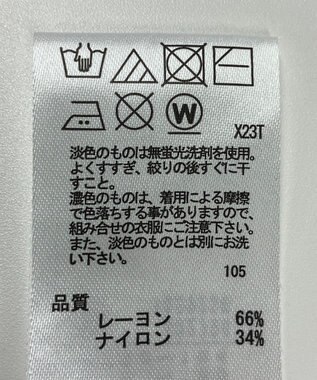 W
X23T
淡色のものは無蛍光洗剤を使用。
よくすすぎ、絞りの後すぐに干
すこと。
濃色のものは、着用による摩擦
で色落ちする事がありますので、
組み合せの衣服にご注意下さい。
また、淡色のものとは別にお洗
い下さい。
105
品質
レーヨン 66%
ナイロン 34%